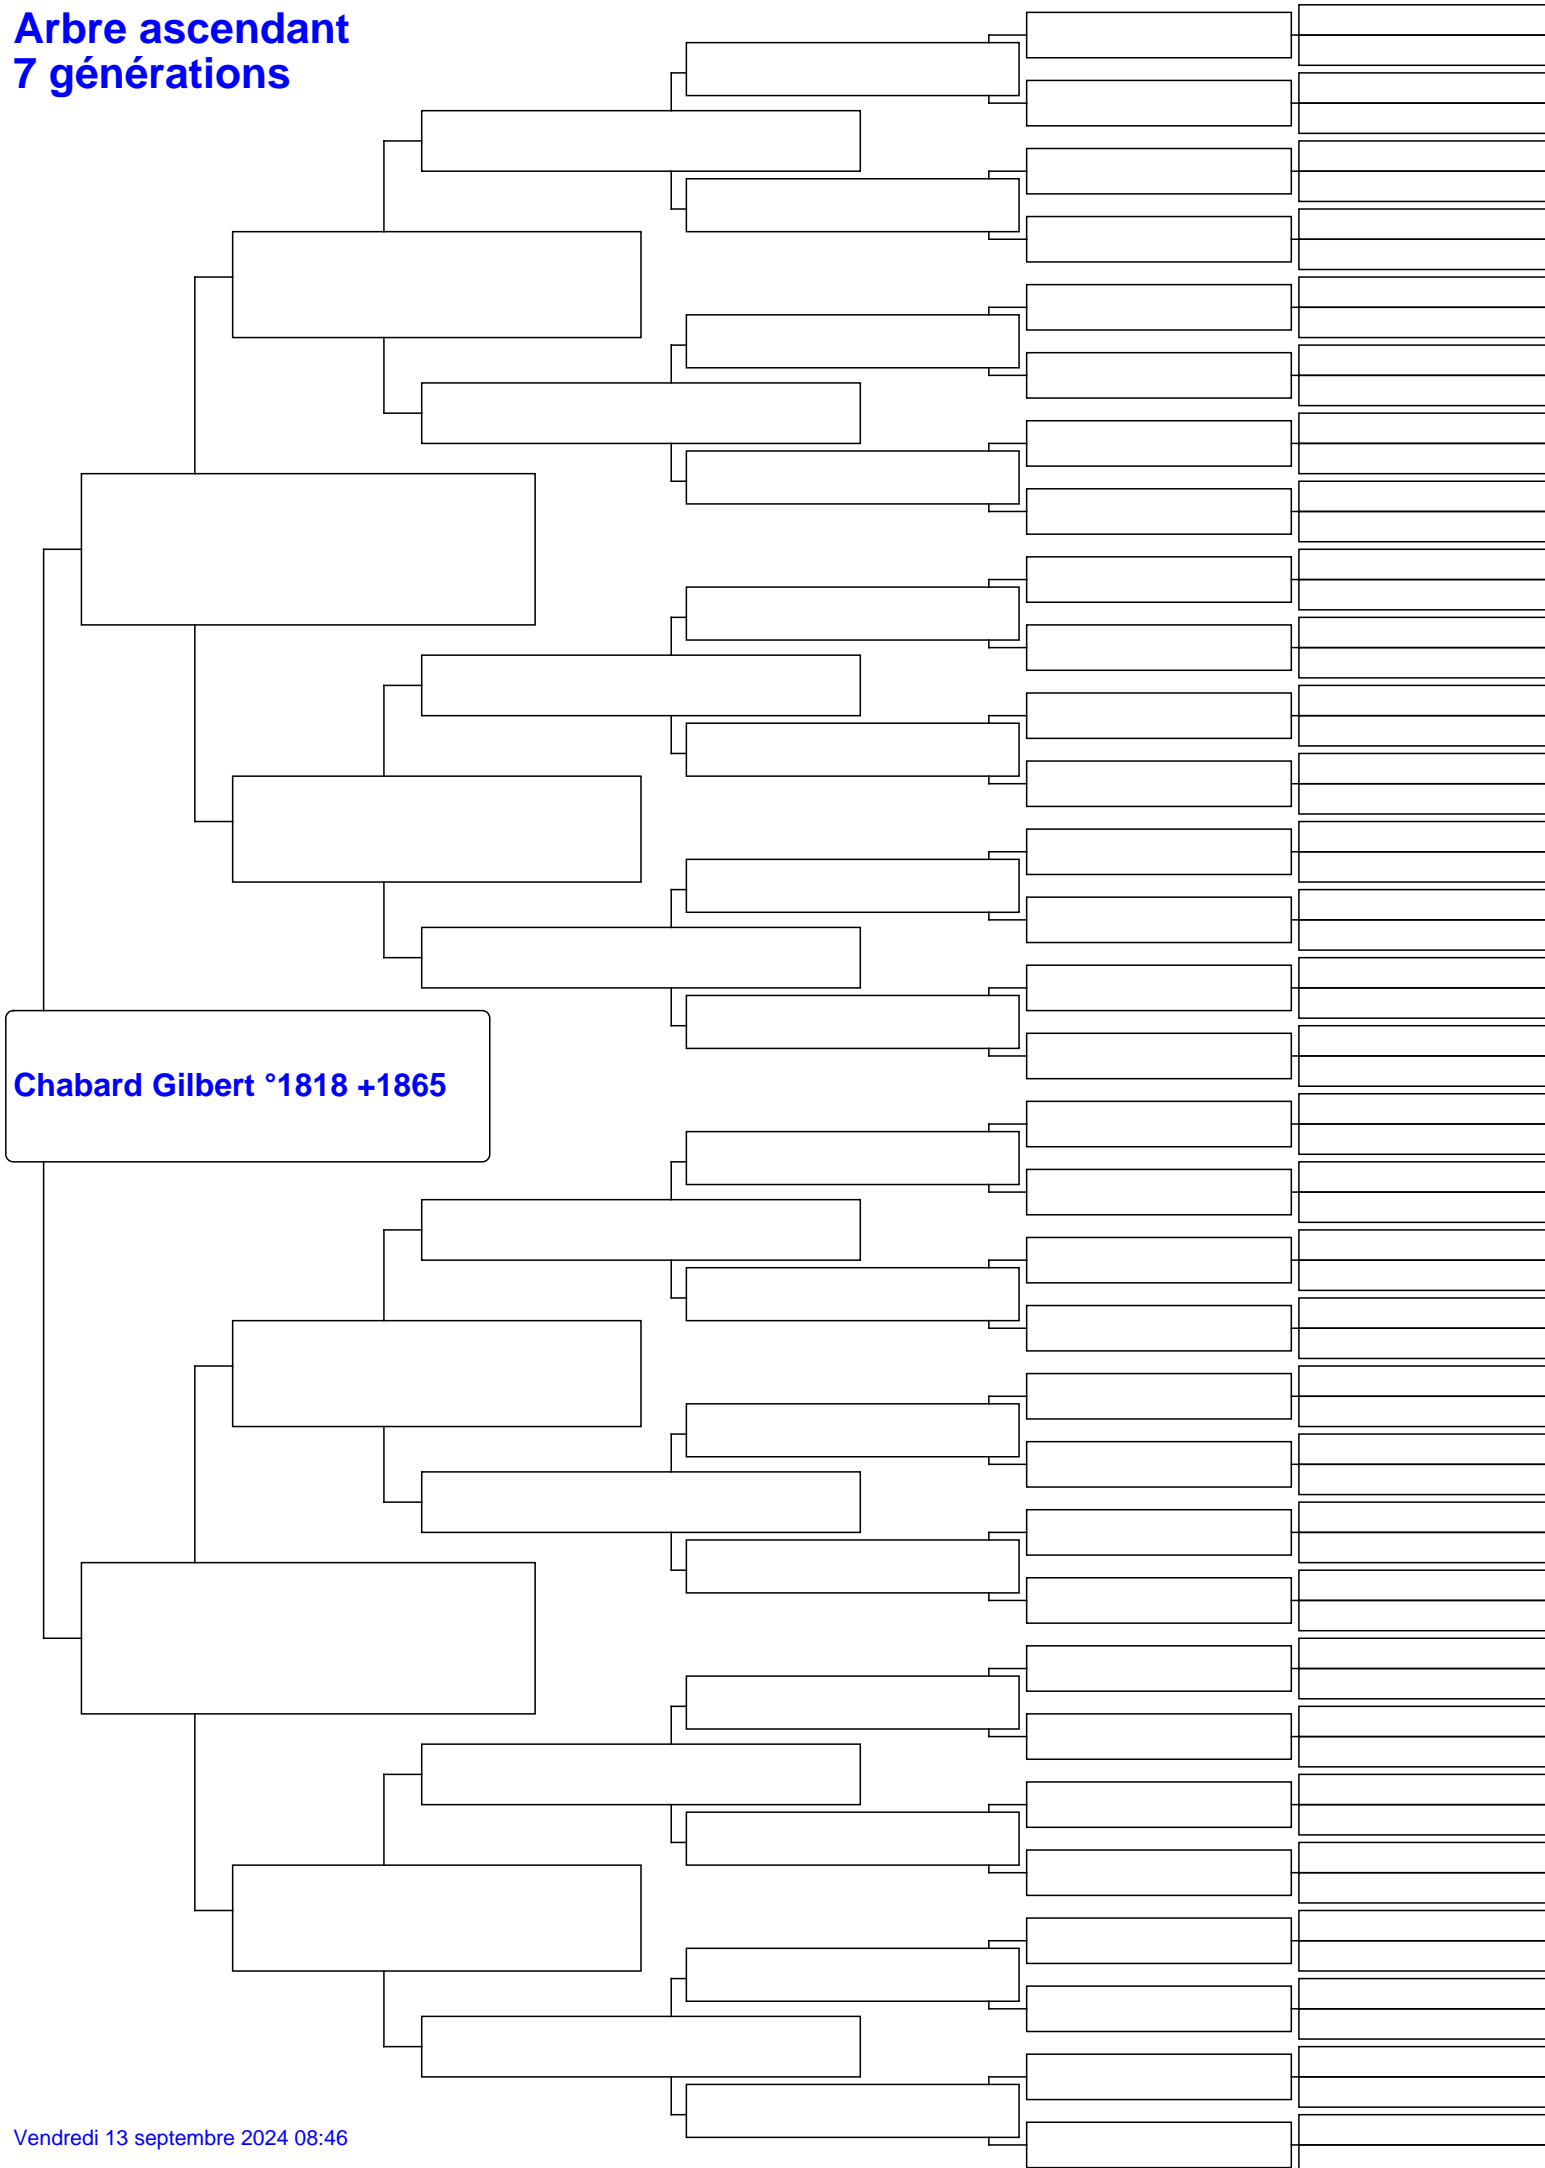 Arbre ascendant
7 générations
Chabard Gilbert °1818 +1865
Vendredi 13 septembre 2024 08:46